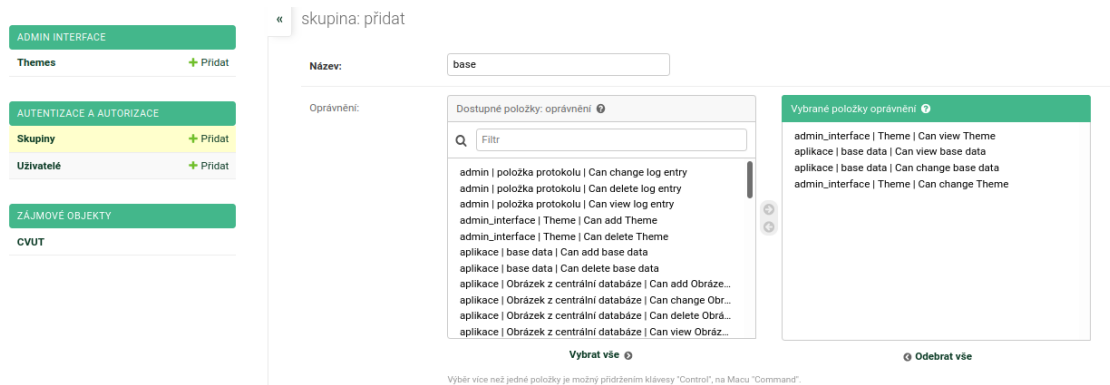 ADMIN INTERFACE
Themes
Přidat
AUTENTIZACE A AUTORIZACE
Skupiny
Přidat
Uživatelé
Přidat
ZÁJMOVÉ OBJEKTY
CVUT
«
skupina: přidat
Název:
base
Oprávnění:
Dostupné položky: oprávnění
Filtr
admin | položka protokolu | Can change log entry
admin | položka protokolu | Can delete log entry
admin | položka protokolu | Can view log entry
admin_interface | Theme | Can add Theme
admin_interface | Theme | Can delete Theme
aplikace | base data | Can add base data
aplikace | base data | Can delete base data
aplikace | Obrázek z centrální databáze | Can add Obráze...
aplikace | Obrázek z centrální databáze | Can change Obr...
aplikace | Obrázek z centrální databáze | Can delete Obrá...
aplikace | Obrázek z centrální databáze | Can view Obráz...
Vybrat vše
Vybrané položky oprávnění
admin_interface | Theme | Can view Theme
aplikace | base data | Can view base data
aplikace | base data | Can change base data
admin_interface | Theme | Can change Theme
Odebrat vše
Výběr více než jedné položky je možný přidržením klávesy "Control", na Macu "Command".